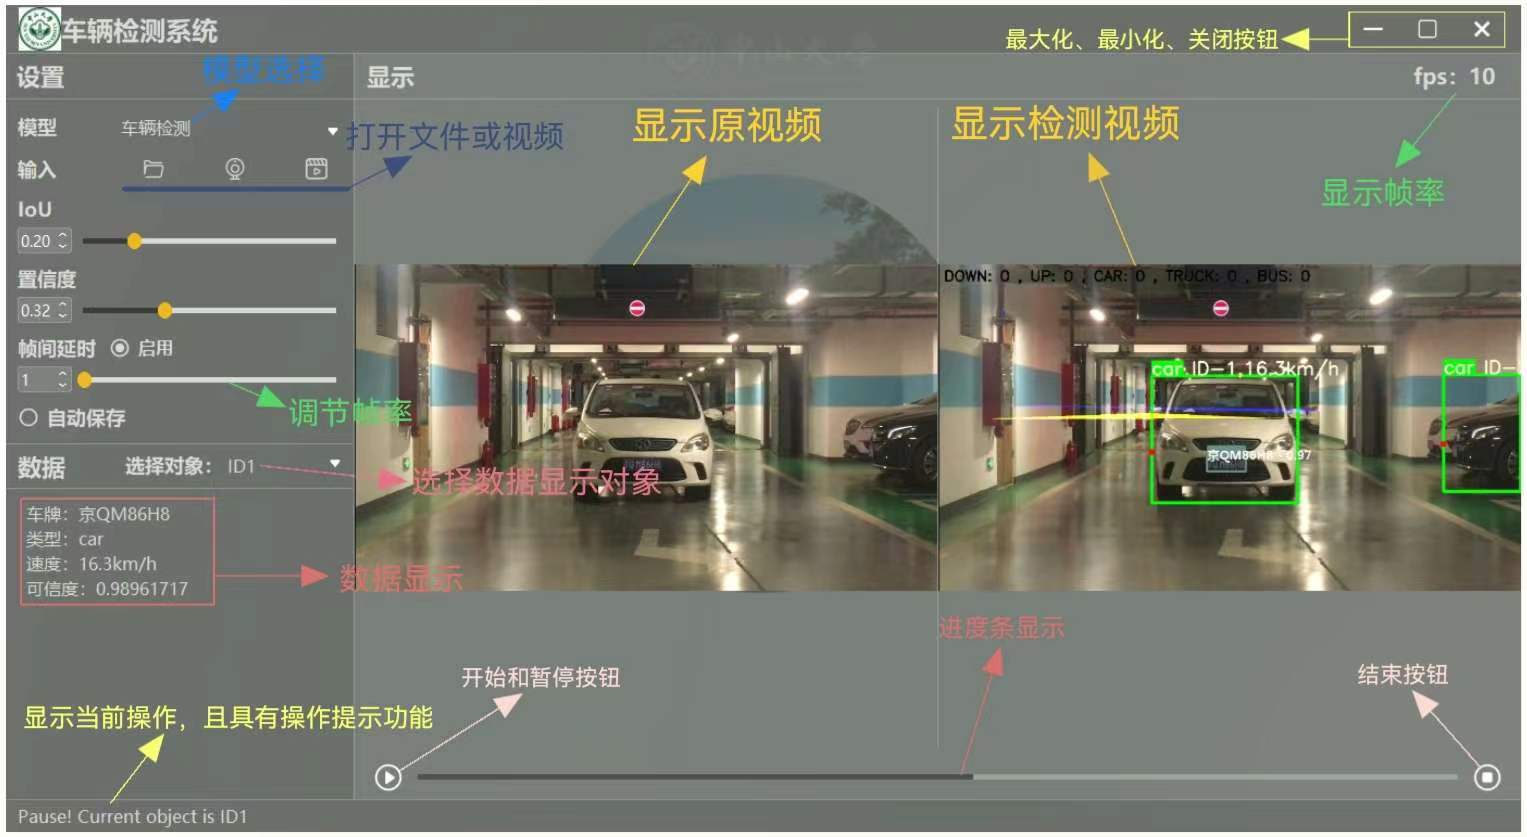 车辆检测系统
最大化、最小化、关闭按钮
设置
模型选择
显示
fps: 10
模型
车辆检测
打开文件或视频
显示原视频
显示检测视频
显示帧率
输入
IoU
0.20
置信度
0.32
帧间延时
启用
1
调节帧率
自动保存
DOWN: 0 , UP: 0 , CAR: 0 , TRUCK: 0 , BUS: 0
car ID-1,16.3km/h
car ID-
京QM86H8 - 0.97
数据
选择对象：ID1
选择数据显示对象
车牌：京QM86H8
类型：car
速度：16.3km/h
可信度：0.98961717
数据显示
进度条显示
开始和暂停按钮
结束按钮
显示当前操作，且具有操作提示功能
Pause! Current object is ID1